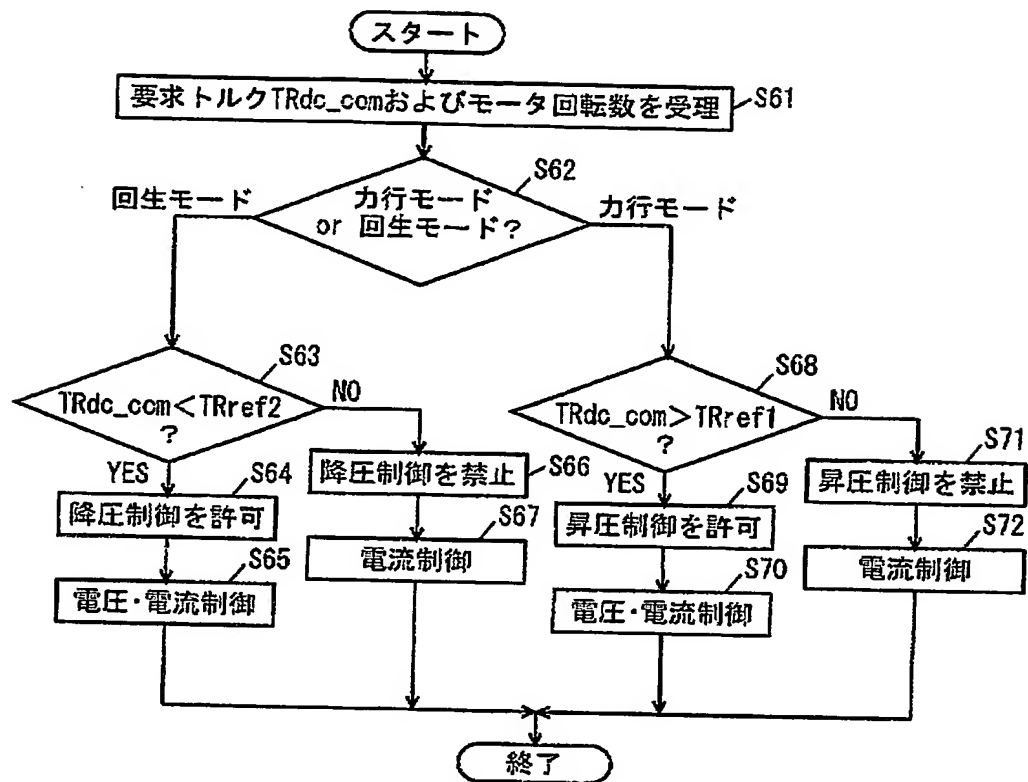 スタート
要求トルクTRdc_comおよびモータ回転数を受理
S61
S62
回生モード
力行モード
or 回生モード?
力行モード
S63
TRdc_com<TRref2
?
NO
YES
S64
降圧制御を許可
S65
電圧・電流制御
降圧制御を禁止
S66
S67
電流制御
S68
TRdc_com>TRref1
?
NO
YES
S69
昇圧制御を許可
S70
電圧・電流制御
S71
昇圧制御を禁止
S72
電流制御
終了